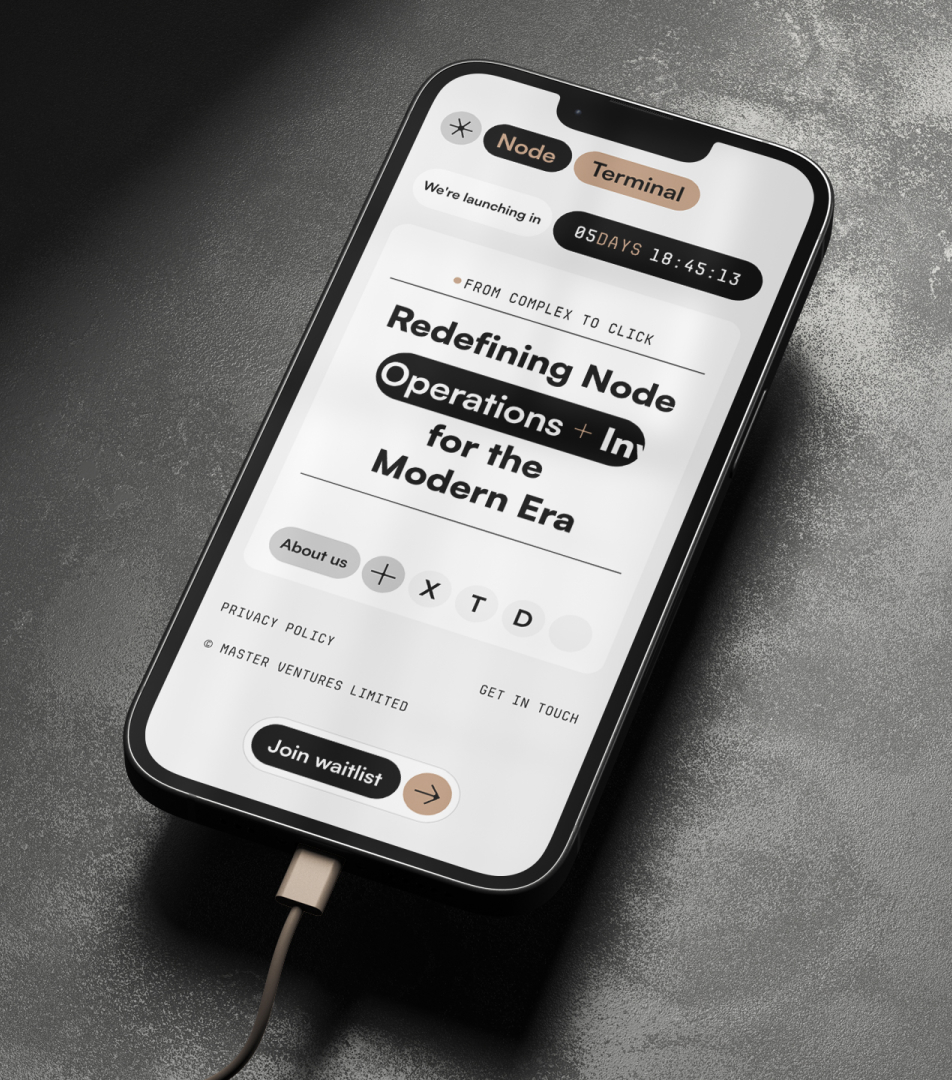 Node Terminal
We're launching in 05DAYS 18:45:13
FROM COMPLEX TO CLICK
Redefining Node
Operations + In
for the
Modern Era
About us + X T D
PRIVACY POLICY
© MASTER VENTURES LIMITED
GET IN TOUCH
Join waitlist →